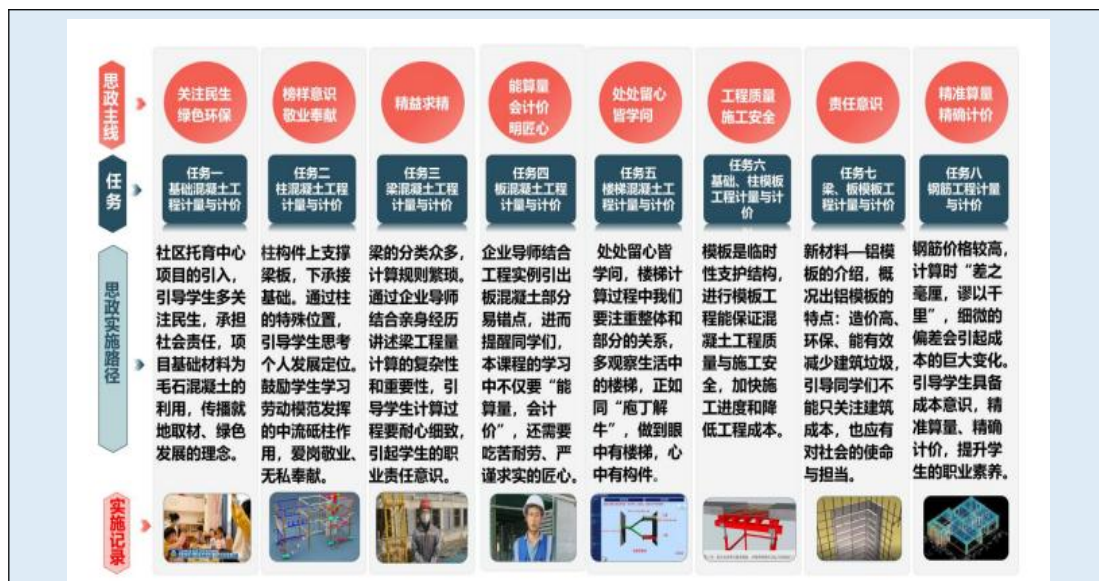 思政主线
关注民生
绿色环保
榜样意识
敬业奉献
精益求精
能算量
会计价
明匠心
处处留心
皆学问
工程质量
施工安全
责任意识
精准算量
精确计价
任务
任务一
基础混凝土工
程计量与计价
任务二
柱混凝土工程
计量与计价
任务三
梁混凝土工程
计量与计价
任务四
板混凝土工程
计量与计价
任务五
楼梯混凝土工
程计量与计价
任务六
基础、柱模板
工程计量与计
价
任务七
梁、板模板工
程计量与计价
任务八
钢筋工程计量
与计价
思政实施路径
社区托育中心
项目的引入，
引导学生多关
注民生，承担
社会责任，项
目基础材料为
毛石混凝土的
利用，传播就
地取材、绿色
发展的理念。
柱构件上支撑
梁板，下承接
基础。通过柱
的特殊位置，
引导学生思考
个人发展定位。
鼓励学生学习
劳动模范发挥
的中流砥柱作
用，爱岗敬业、
无私奉献。
梁的分类众多，
计算规则繁琐。
通过企业导师
结合亲身经历
讲述梁工程量
计算的复杂性
和重要性，引
导学生计算过
程要耐心细致，
引起学生的职
业责任意识。
企业导师结合
工程实例引出
板混凝土部分
易错点，进而
提醒同学们，
本课程的学习
中不仅要“能
算量，会计
价”，还需要
吃苦耐劳、严
谨求实的匠心。
处处留心皆
学问，楼梯计
算过程中我们
要注重整体和
部分的关系，
多观察生活中
的楼梯，正如
同“庖丁解
牛”，做到眼
中有楼梯，心
中有构件。
模板是临时
性支护结构，
进行模板工
程能保证混
凝土工程质
量与施工安
全，加快施
工进度和降
低工程成本。
新材料—铝模
板的介绍，概
况出铝模板的
特点：造价高、
环保、能有效
减少建筑垃圾，
引导同学们不
能只关注建筑
成本，也应有
对社会的使命
与担当。
钢筋价格较高，
计算时“差之
毫厘，谬以千
里”，细微的
偏差会引起成
本的巨大变化。
引导学生具备
成本意识，精
准算量、精确
计价，提升学
生的职业素养。
实施记录